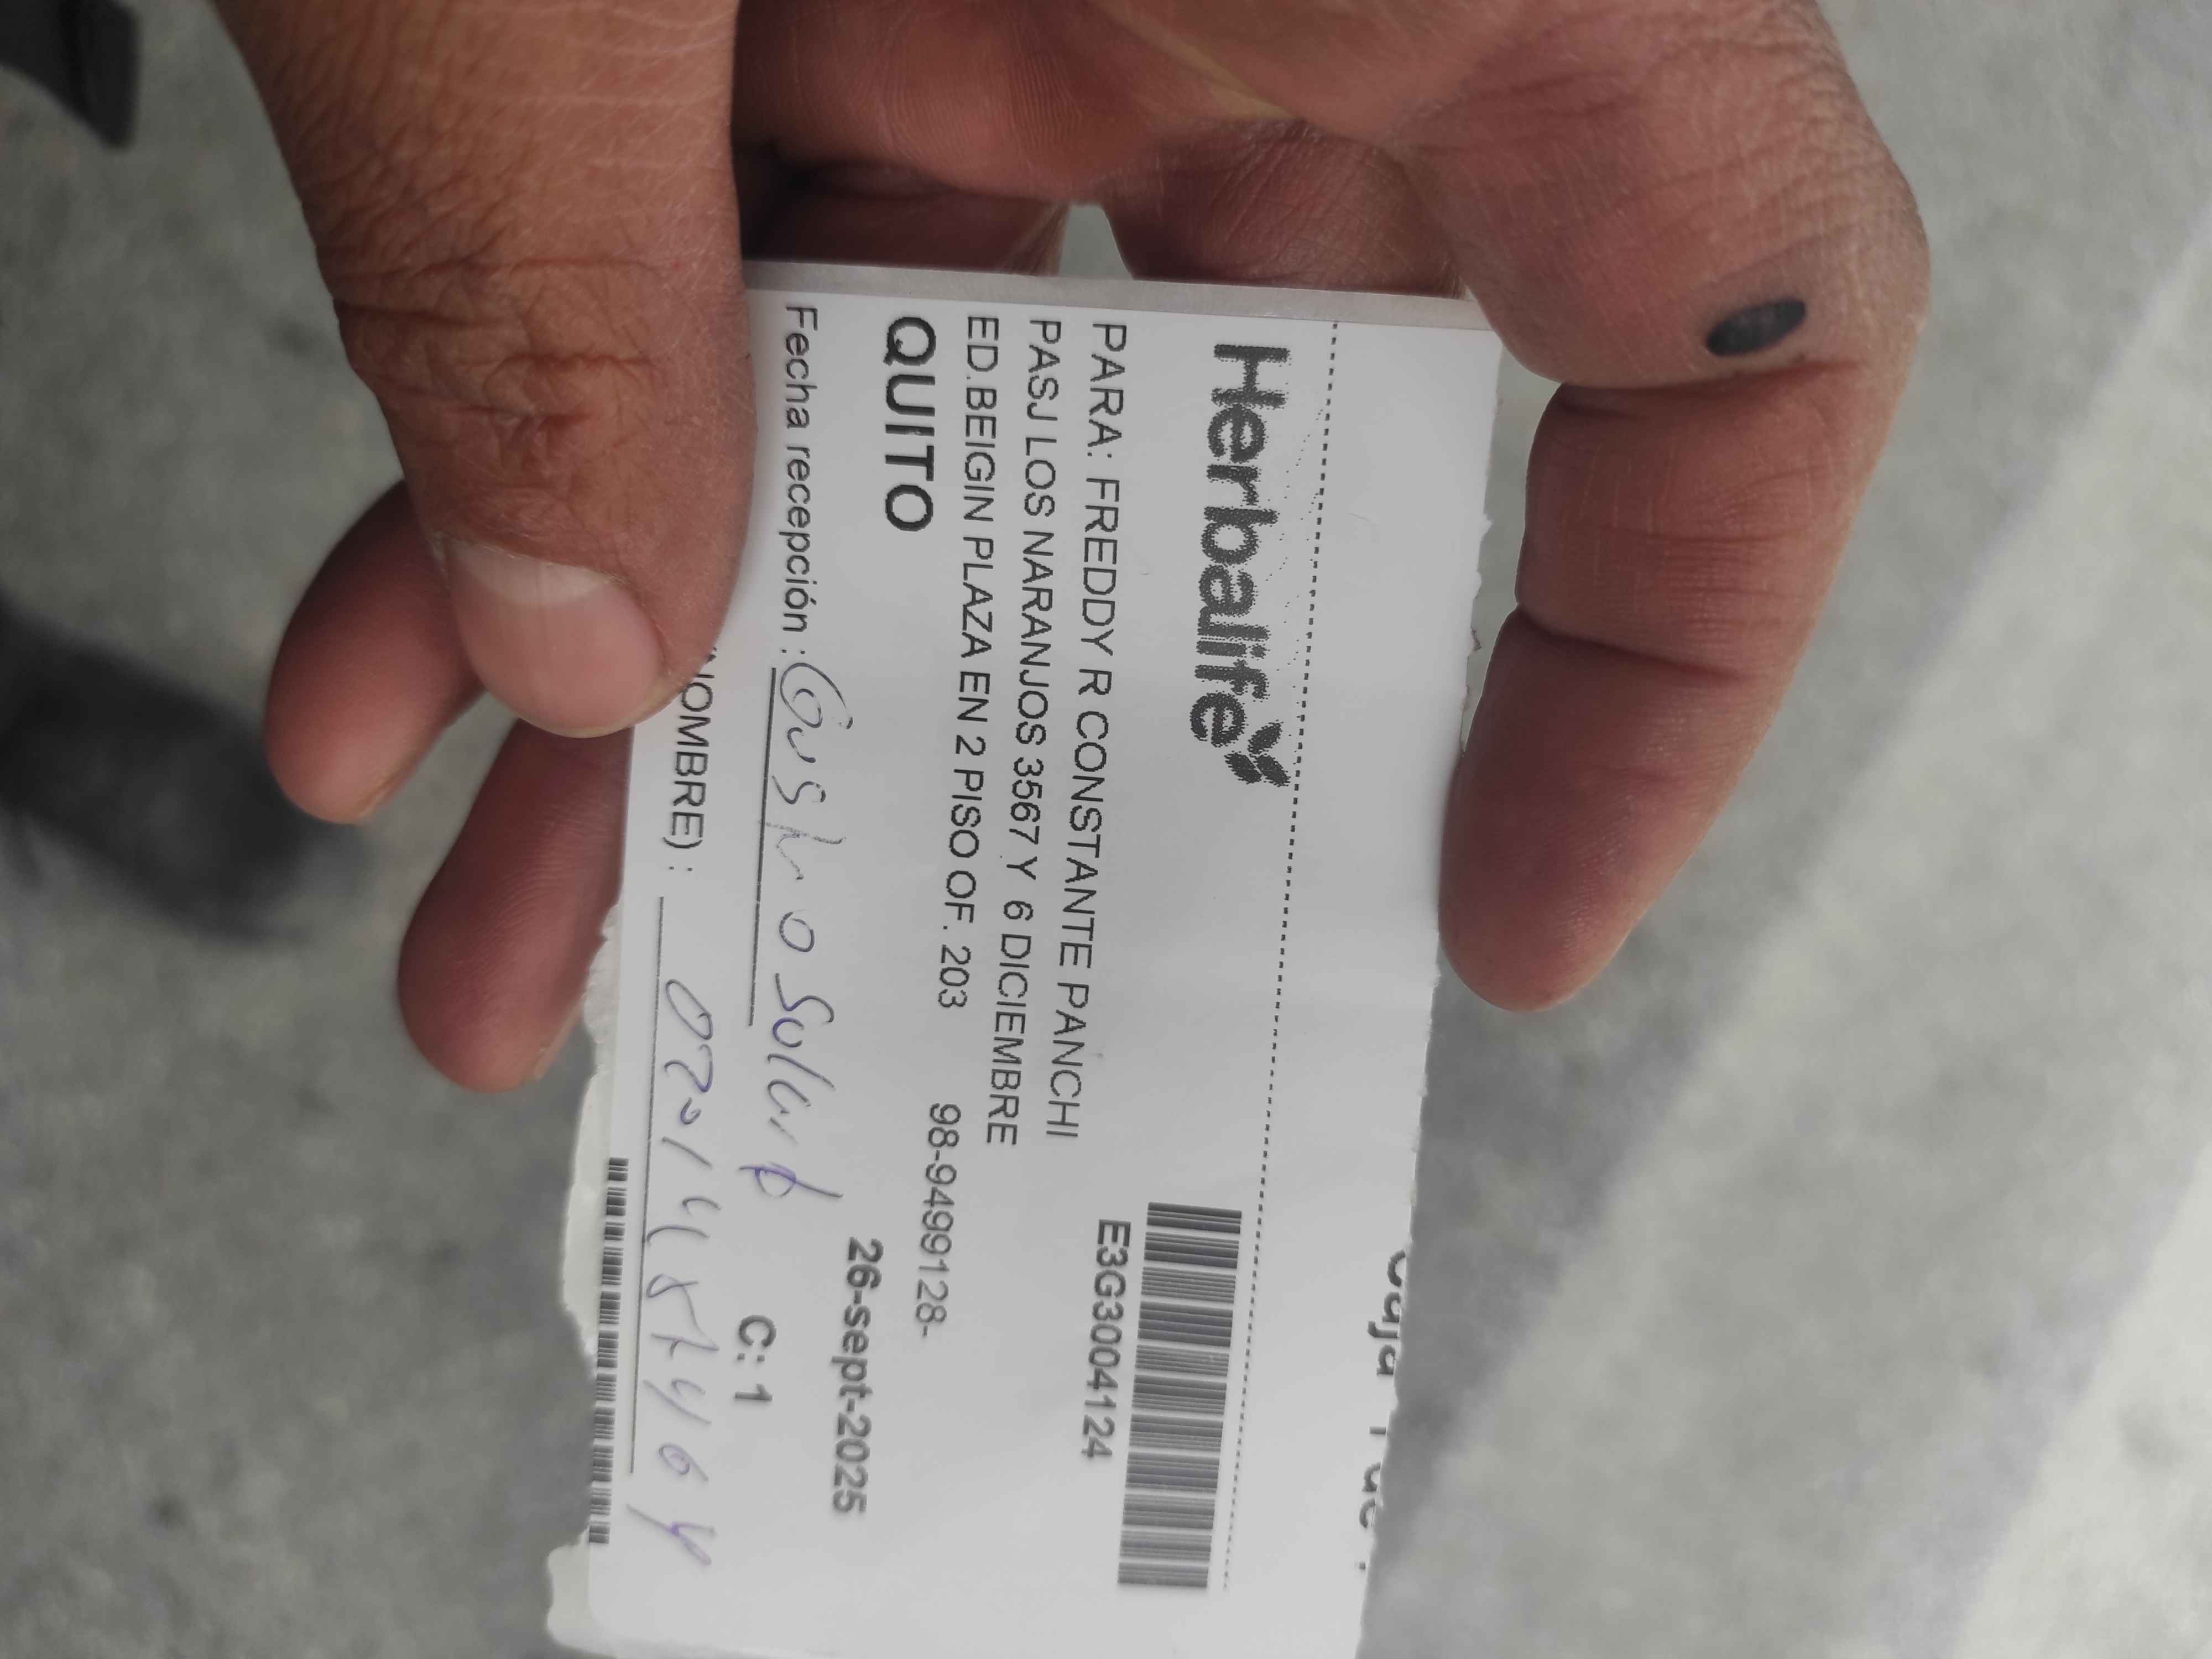 Herbalife
E3G3004124
PARA: FREDDY R CONSTANTE PANCHI
PASJ LOS NARANJOS 3567 Y 6 DICIEMBRE
ED.BEIGIN PLAZA EN 2 PISO OF. 203 98-9499128-
QUITO
26-sept-2025
Fecha recepción :
C: 1
NOMBRE) :